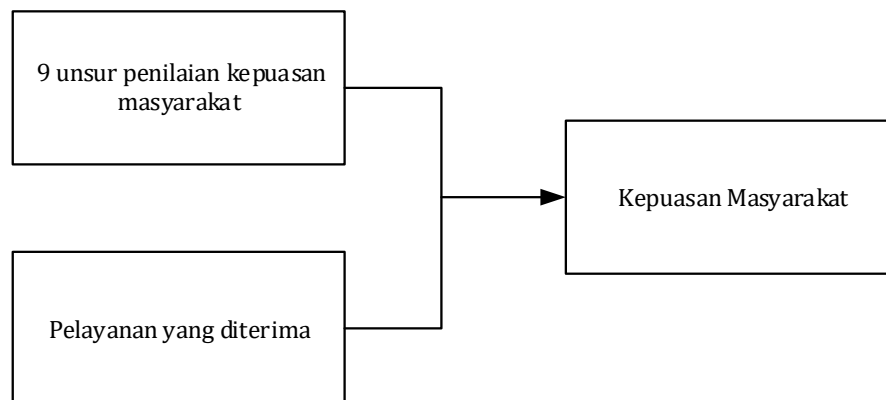 9 unsur penilaian kepuasan
masyarakat
Kepuasan Masyarakat
Pelayanan yang diterima